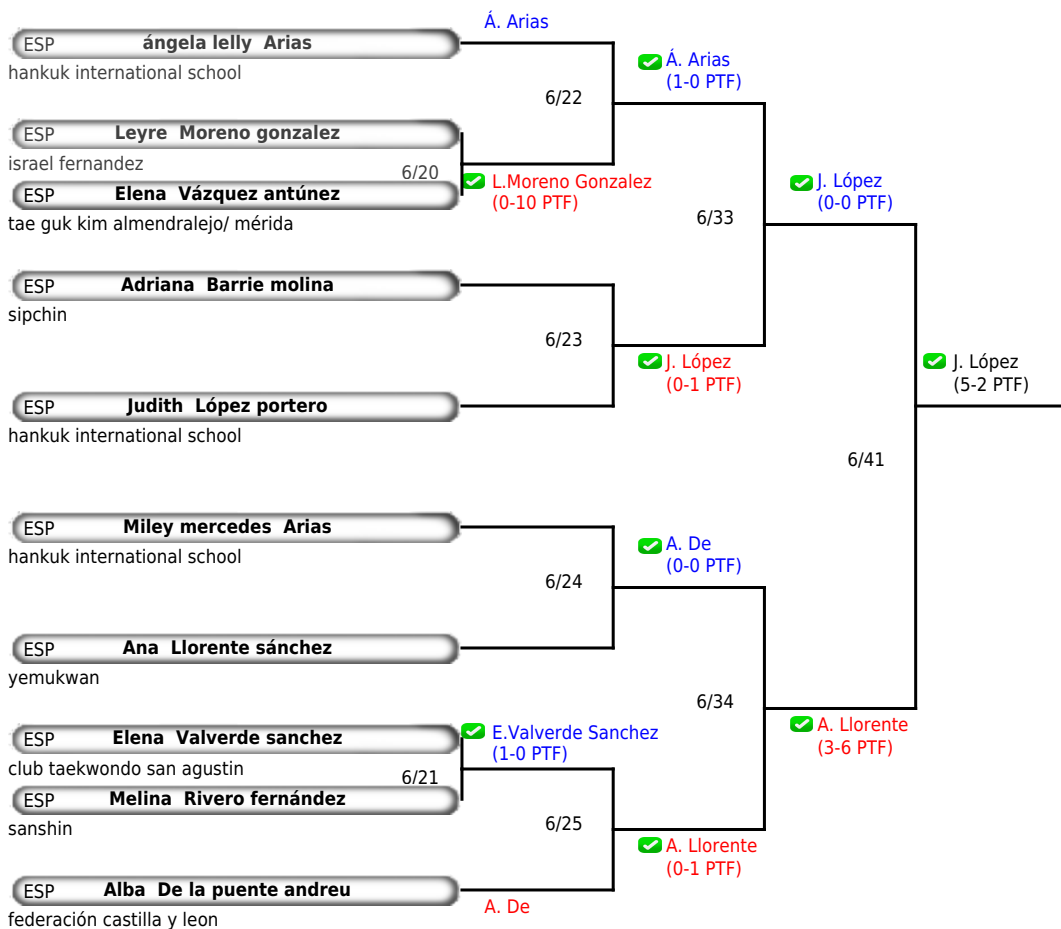 Á. Arias
ESP ángela lelly Arias
hankuk international school
Á. Arias
(1-0 PTF)
6/22
ESP Leyre Moreno gonzalez
israel fernandez
6/20
ESP Elena Vázquez antúnez
tae guk kim almendralejo/ mérida
L.Moreno Gonzalez
(0-10 PTF)
J. López
(0-0 PTF)
6/33
ESP Adriana Barrie molina
sipchin
6/23
J. López
(0-1 PTF)
J. López
(5-2 PTF)
ESP Judith López portero
hankuk international school
6/41
ESP Miley mercedes Arias
hankuk international school
A. De
(0-0 PTF)
6/24
ESP Ana Llorente sánchez
yemukwan
6/34
A. Llorente
(3-6 PTF)
ESP Elena Valverde sanchez
club taekwondo san agustin
E.Valverde Sanchez
(1-0 PTF)
6/21
ESP Melina Rivero fernández
sanshin
6/25
A. Llorente
(0-1 PTF)
ESP Alba De la puente andreu
federación castilla y leon
A. De